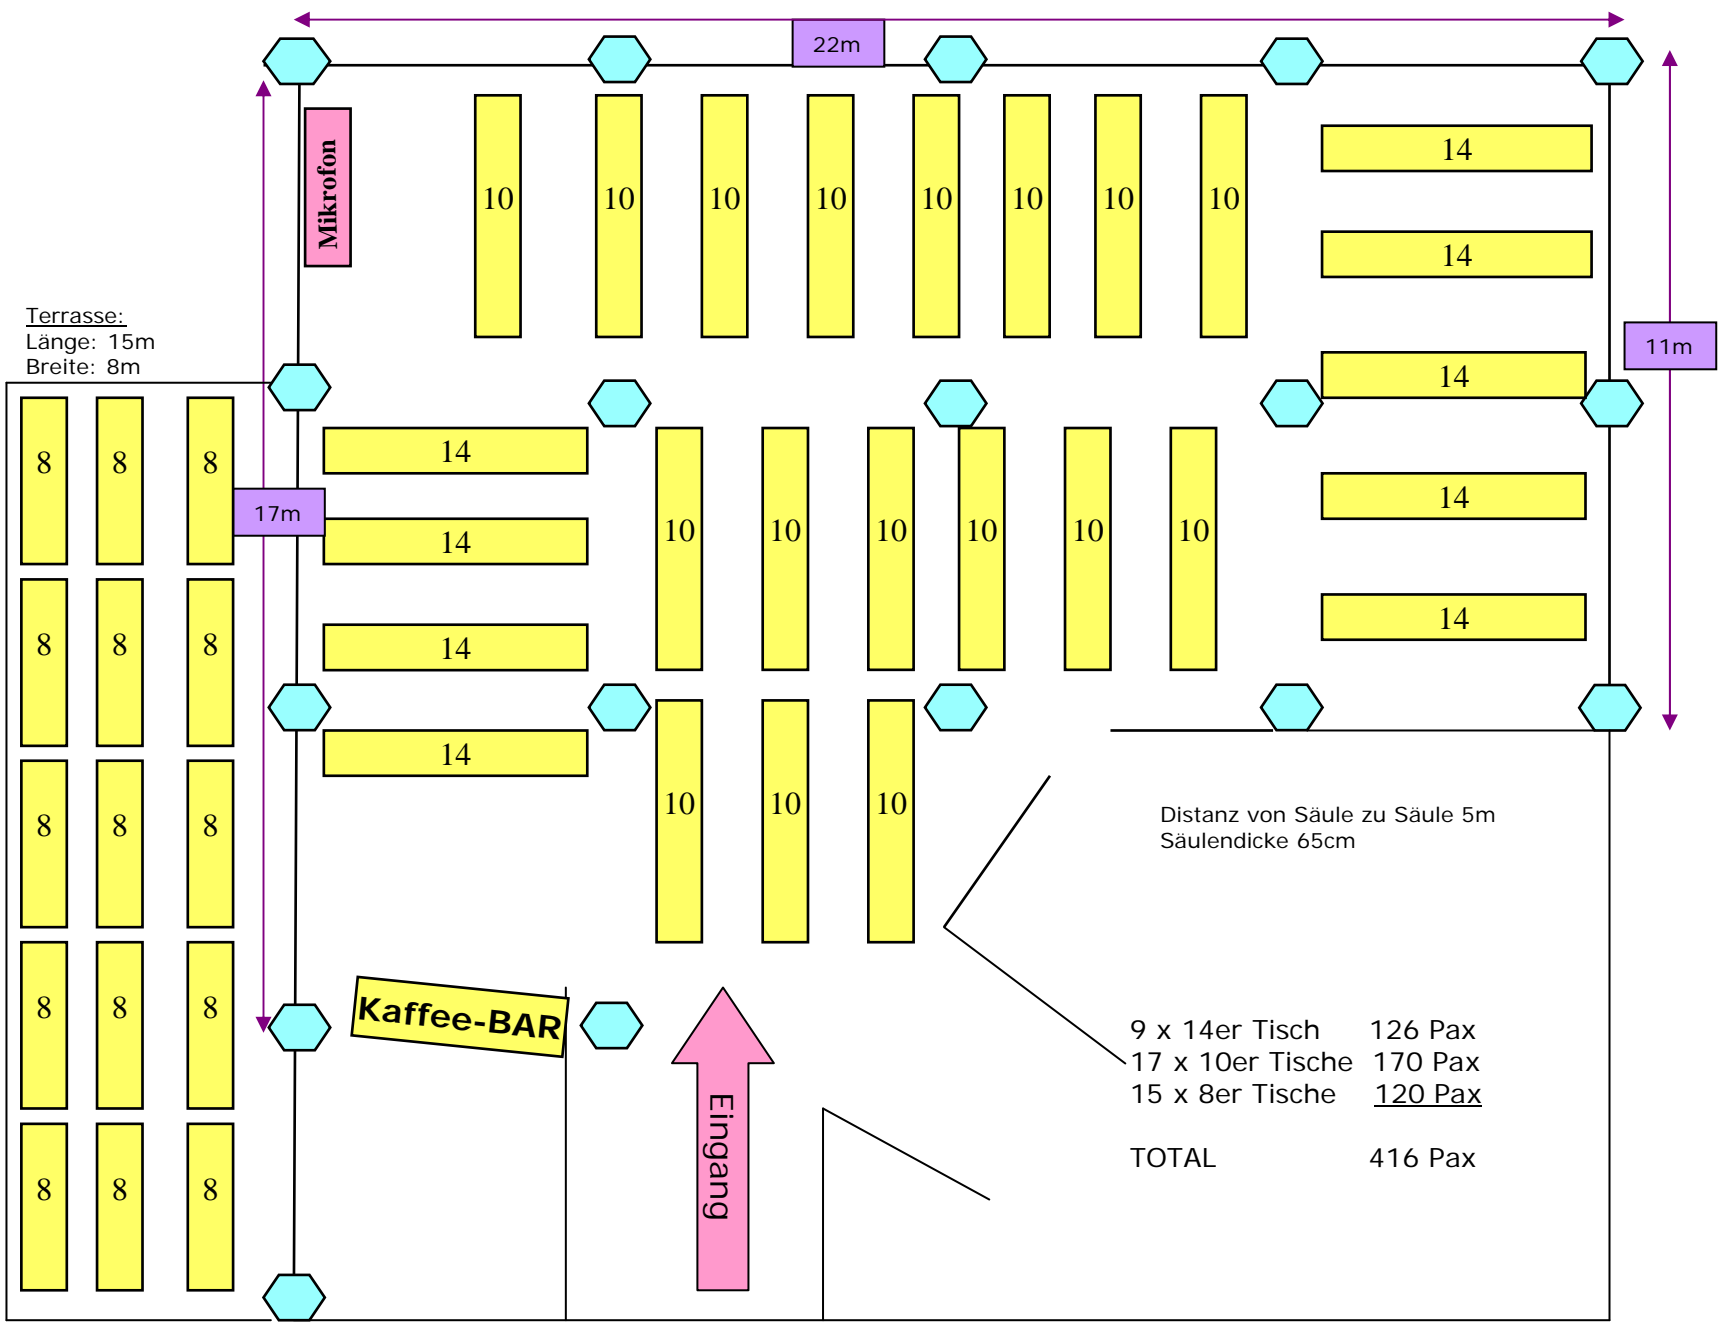 22m
Mikrofon
10 10 10 10 10 10 10 10
14
14
14
14
14
11m
Terrasse:
Länge: 15m
Breite: 8m
17m
8 8 8
8 8 8
8 8 8
8 8 8
8 8 8
14
14
14
14
10 10 10 10 10 10
10 10 10
Distanz von Säule zu Säule 5m
Säulendicke 65cm
Kaffee-BAR
Eingang
9 x 14er Tisch 126 Pax
17 x 10er Tische 170 Pax
15 x 8er Tische 120 Pax
TOTAL 416 Pax